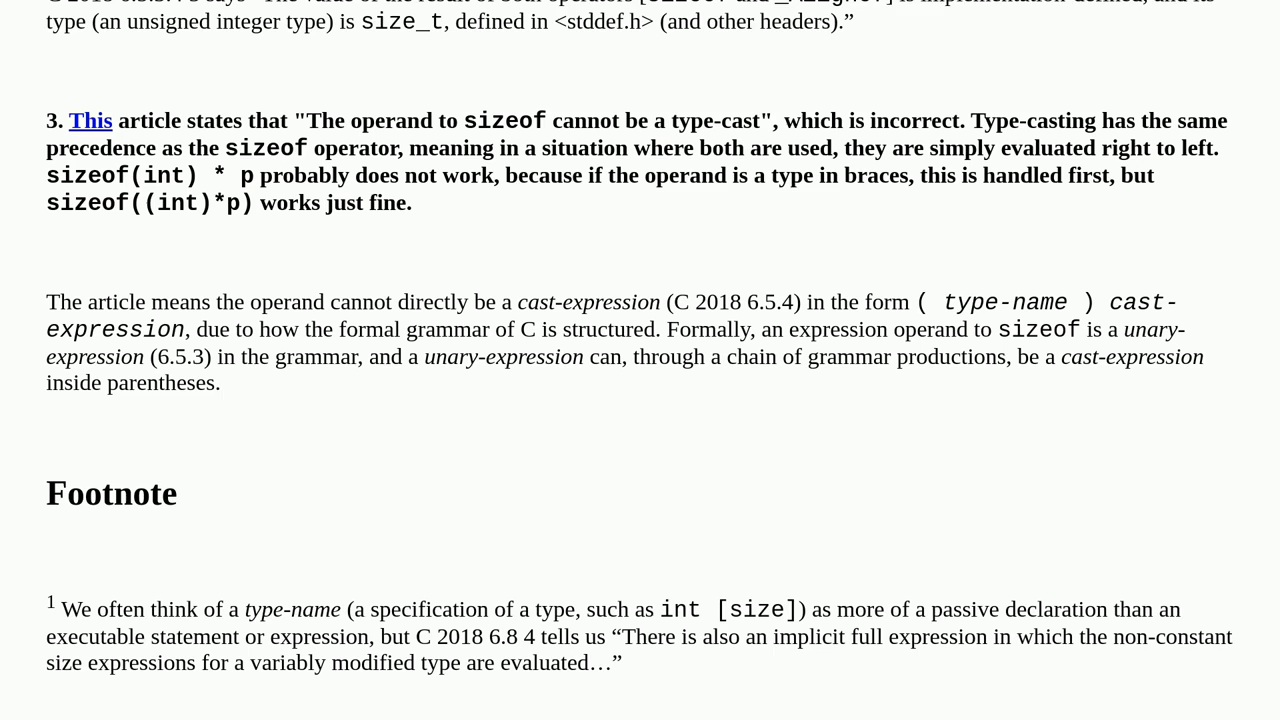 type (an unsigned integer type) is size_t, defined in <stddef.h> (and other headers).”
3. This article states that "The operand to sizeof cannot be a type-cast", which is incorrect. Type-casting has the same
precedence as the sizeof operator, meaning in a situation where both are used, they are simply evaluated right to left.
sizeof(int) * p probably does not work, because if the operand is a type in braces, this is handled first, but
sizeof((int)*p) works just fine.
The article means the operand cannot directly be a cast-expression (C 2018 6.5.4) in the form ( type-name ) cast-
expression, due to how the formal grammar of C is structured. Formally, an expression operand to sizeof is a unary-
expression (6.5.3) in the grammar, and a unary-expression can, through a chain of grammar productions, be a cast-expression
inside parentheses.
Footnote
1 We often think of a type-name (a specification of a type, such as int [size]) as more of a passive declaration than an
executable statement or expression, but C 2018 6.8 4 tells us “There is also an implicit full expression in which the non-constant
size expressions for a variably modified type are evaluated…”